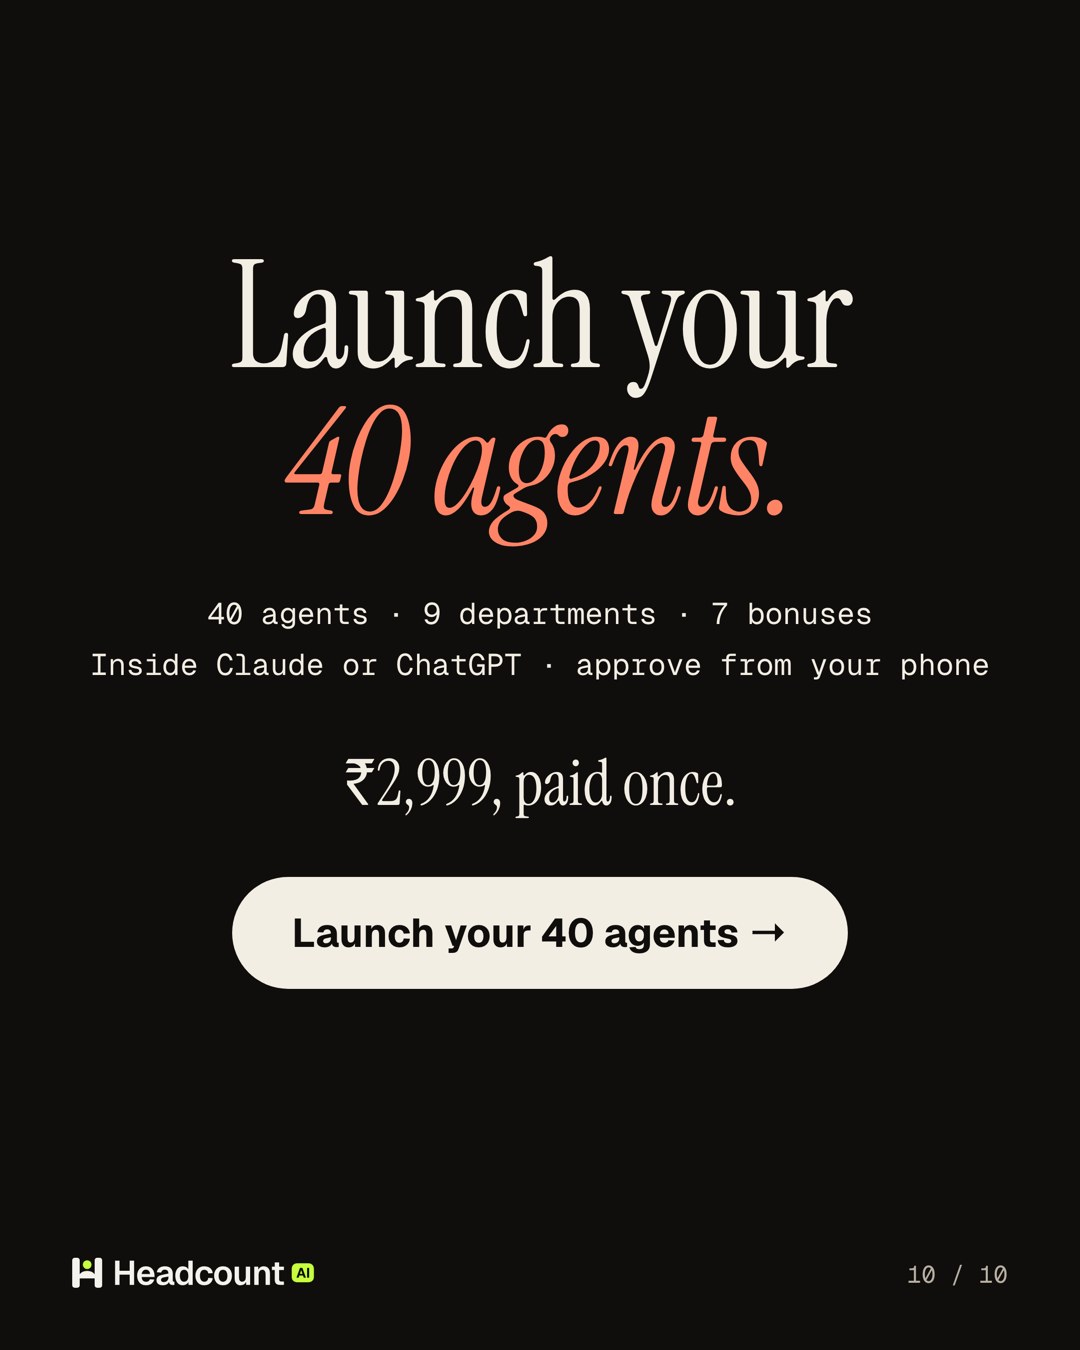 Launch your
40 agents.
40 agents · 9 departments · 7 bonuses
Inside Claude or ChatGPT · approve from your phone
₹2,999, paid once.
Launch your 40 agents →
Headcount AI
10 / 10